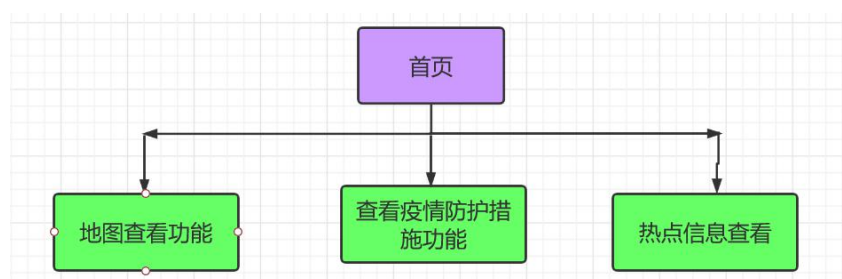 首页
地图查看功能
查看疫情防护措
施功能
热点信息查看